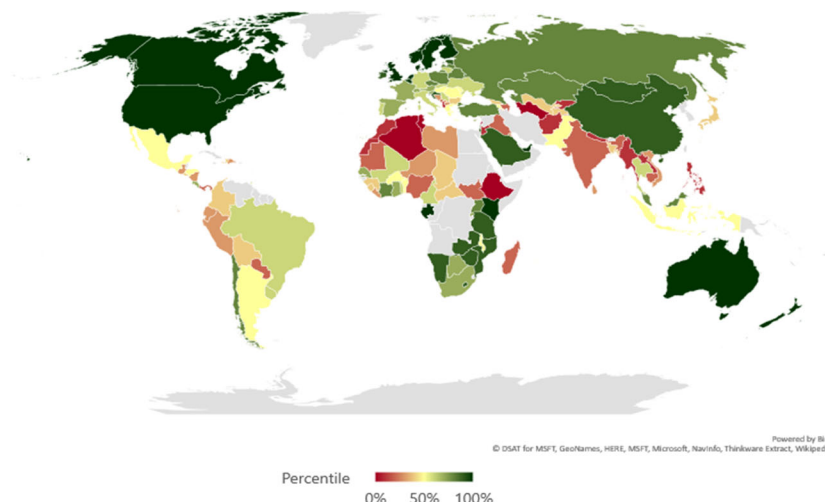 Powered by Bi
© DSAT for MSFT, GeoNames, HERE, MSFT, Microsoft, NavInfo, Thinkware Extract, Wikiped
Percentile
0% 50% 100%